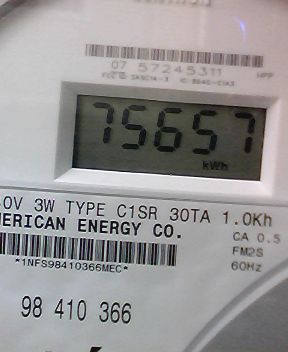 07 57245311
75657
kWh
0V 3W TYPE C1SR 30TA 1.0Kh
MERICAN ENERGY CO.
CA 0.5
FM2S
60Hz
*1NFS98410366MEC*
98 410 366